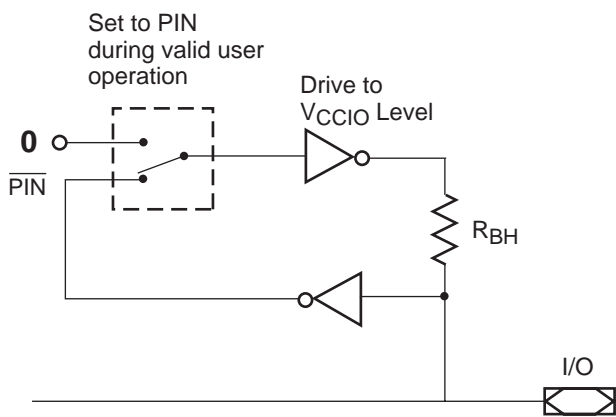 Set to PIN
during valid user
operation
Drive to
VCCIO Level
0
PIN
RBH
I/O